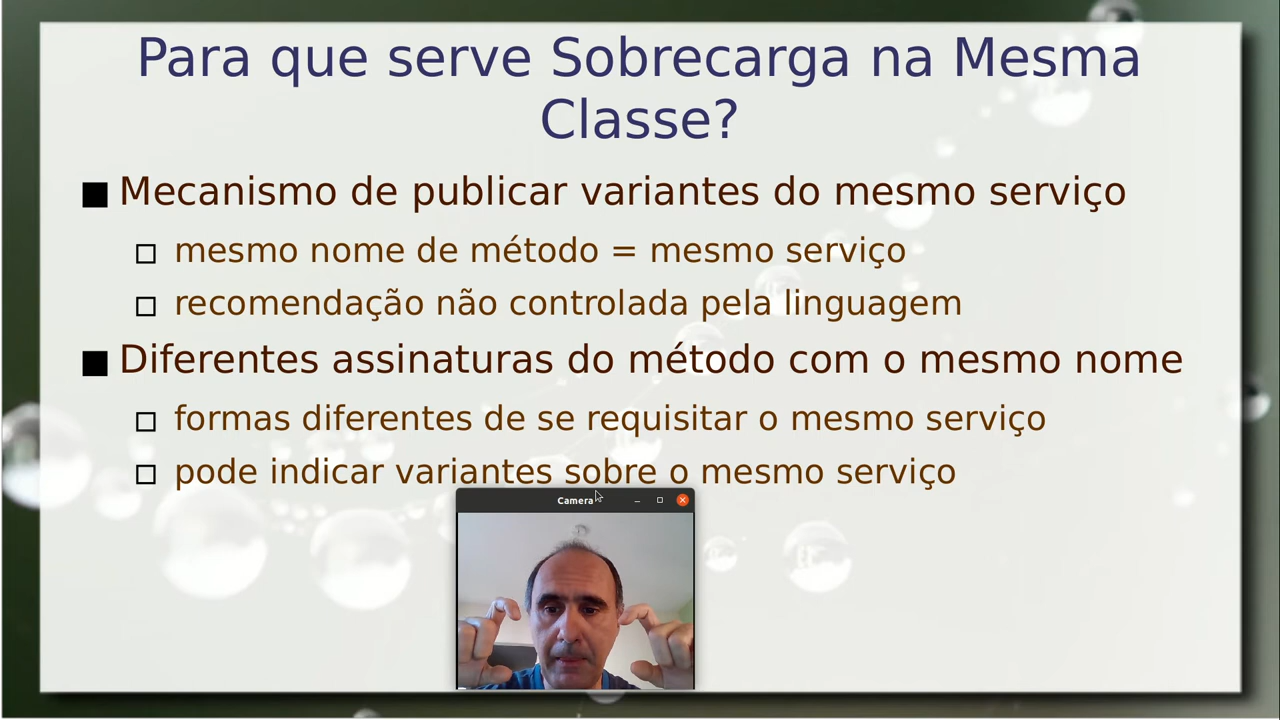 Para que serve Sobrecarga na Mesma
Classe?
Mecanismo de publicar variantes do mesmo serviço
mesmo nome de método = mesmo serviço
recomendação não controlada pela linguagem
Diferentes assinaturas do método com o mesmo nome
formas diferentes de se requisitar o mesmo serviço
pode indicar variantes sobre o mesmo serviço
Camera